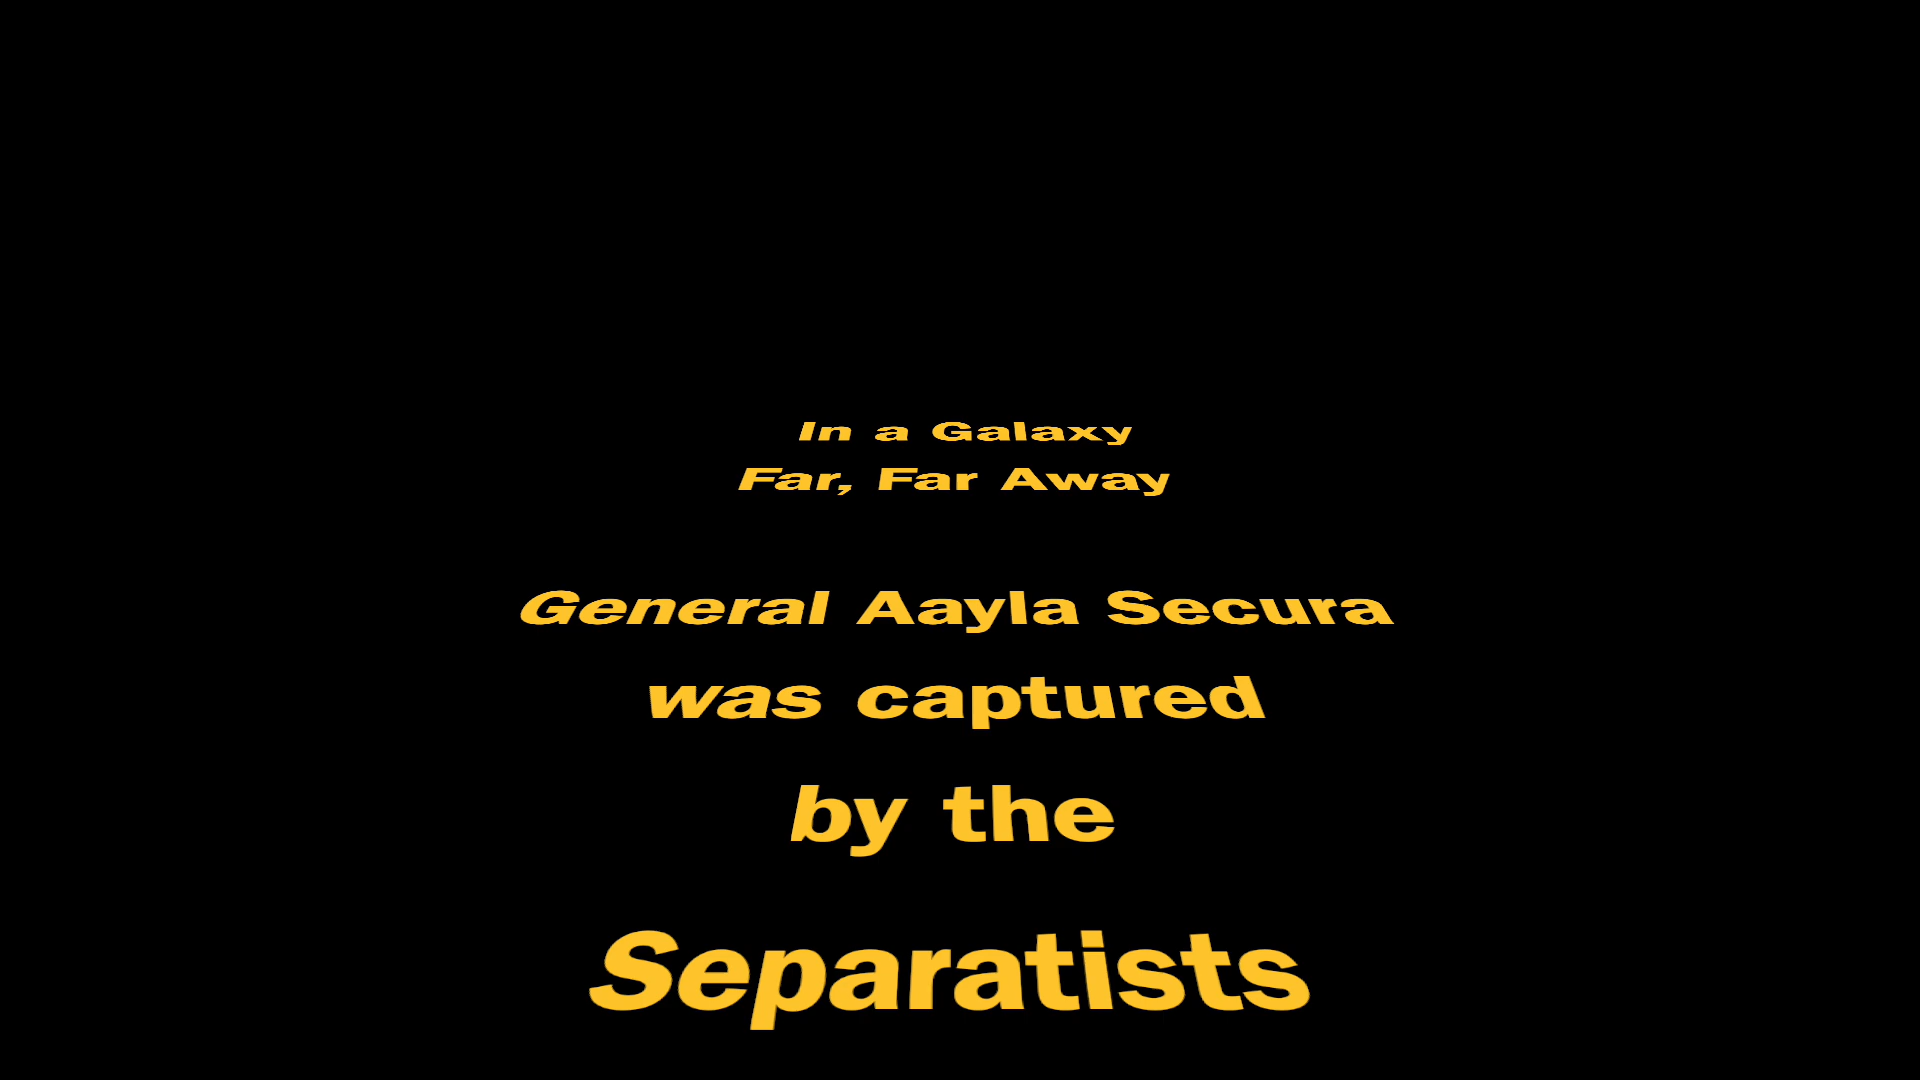 In a Galaxy
Far, Far Away
General Aayla Secura
was captured
by the
Separatists